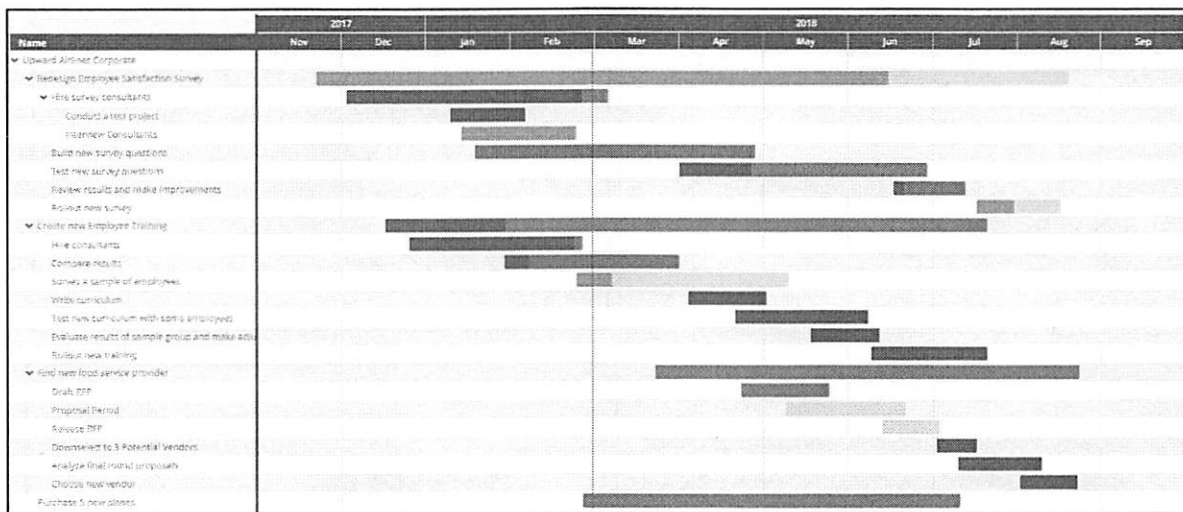 2017 2018
Name Nov Dec Jan Feb Mar Apr May Jun Jul Aug Sep
Upward Airlines Corporate
Redesign Employee Satisfaction Survey
Hire survey consultants
Conduct a test project
Interview Consultants
Build new survey questions
Test new survey questions
Review results and make improvements
Rollout new survey
Create new Employee Training
Hire consultants
Compare results
Survey a sample of employees
Write curriculum
Test new curriculum with some employees
Evaluate results of sample group and make
Rollout new training
Find new food service provider
Draft RFP
Proposal Period
Release RFP
Downselect to 3 Potential Vendors
Analyze final round proposals
Choose new vendor
Purchase 5 new planes